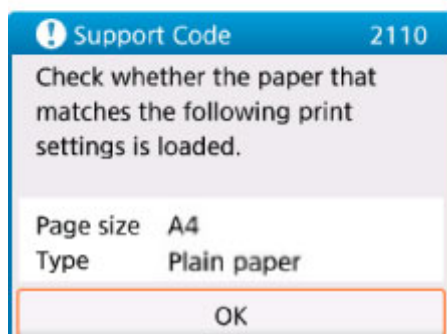 Support Code 2110
Check whether the paper that
matches the following print
settings is loaded.
Page size A4
Type Plain paper
OK